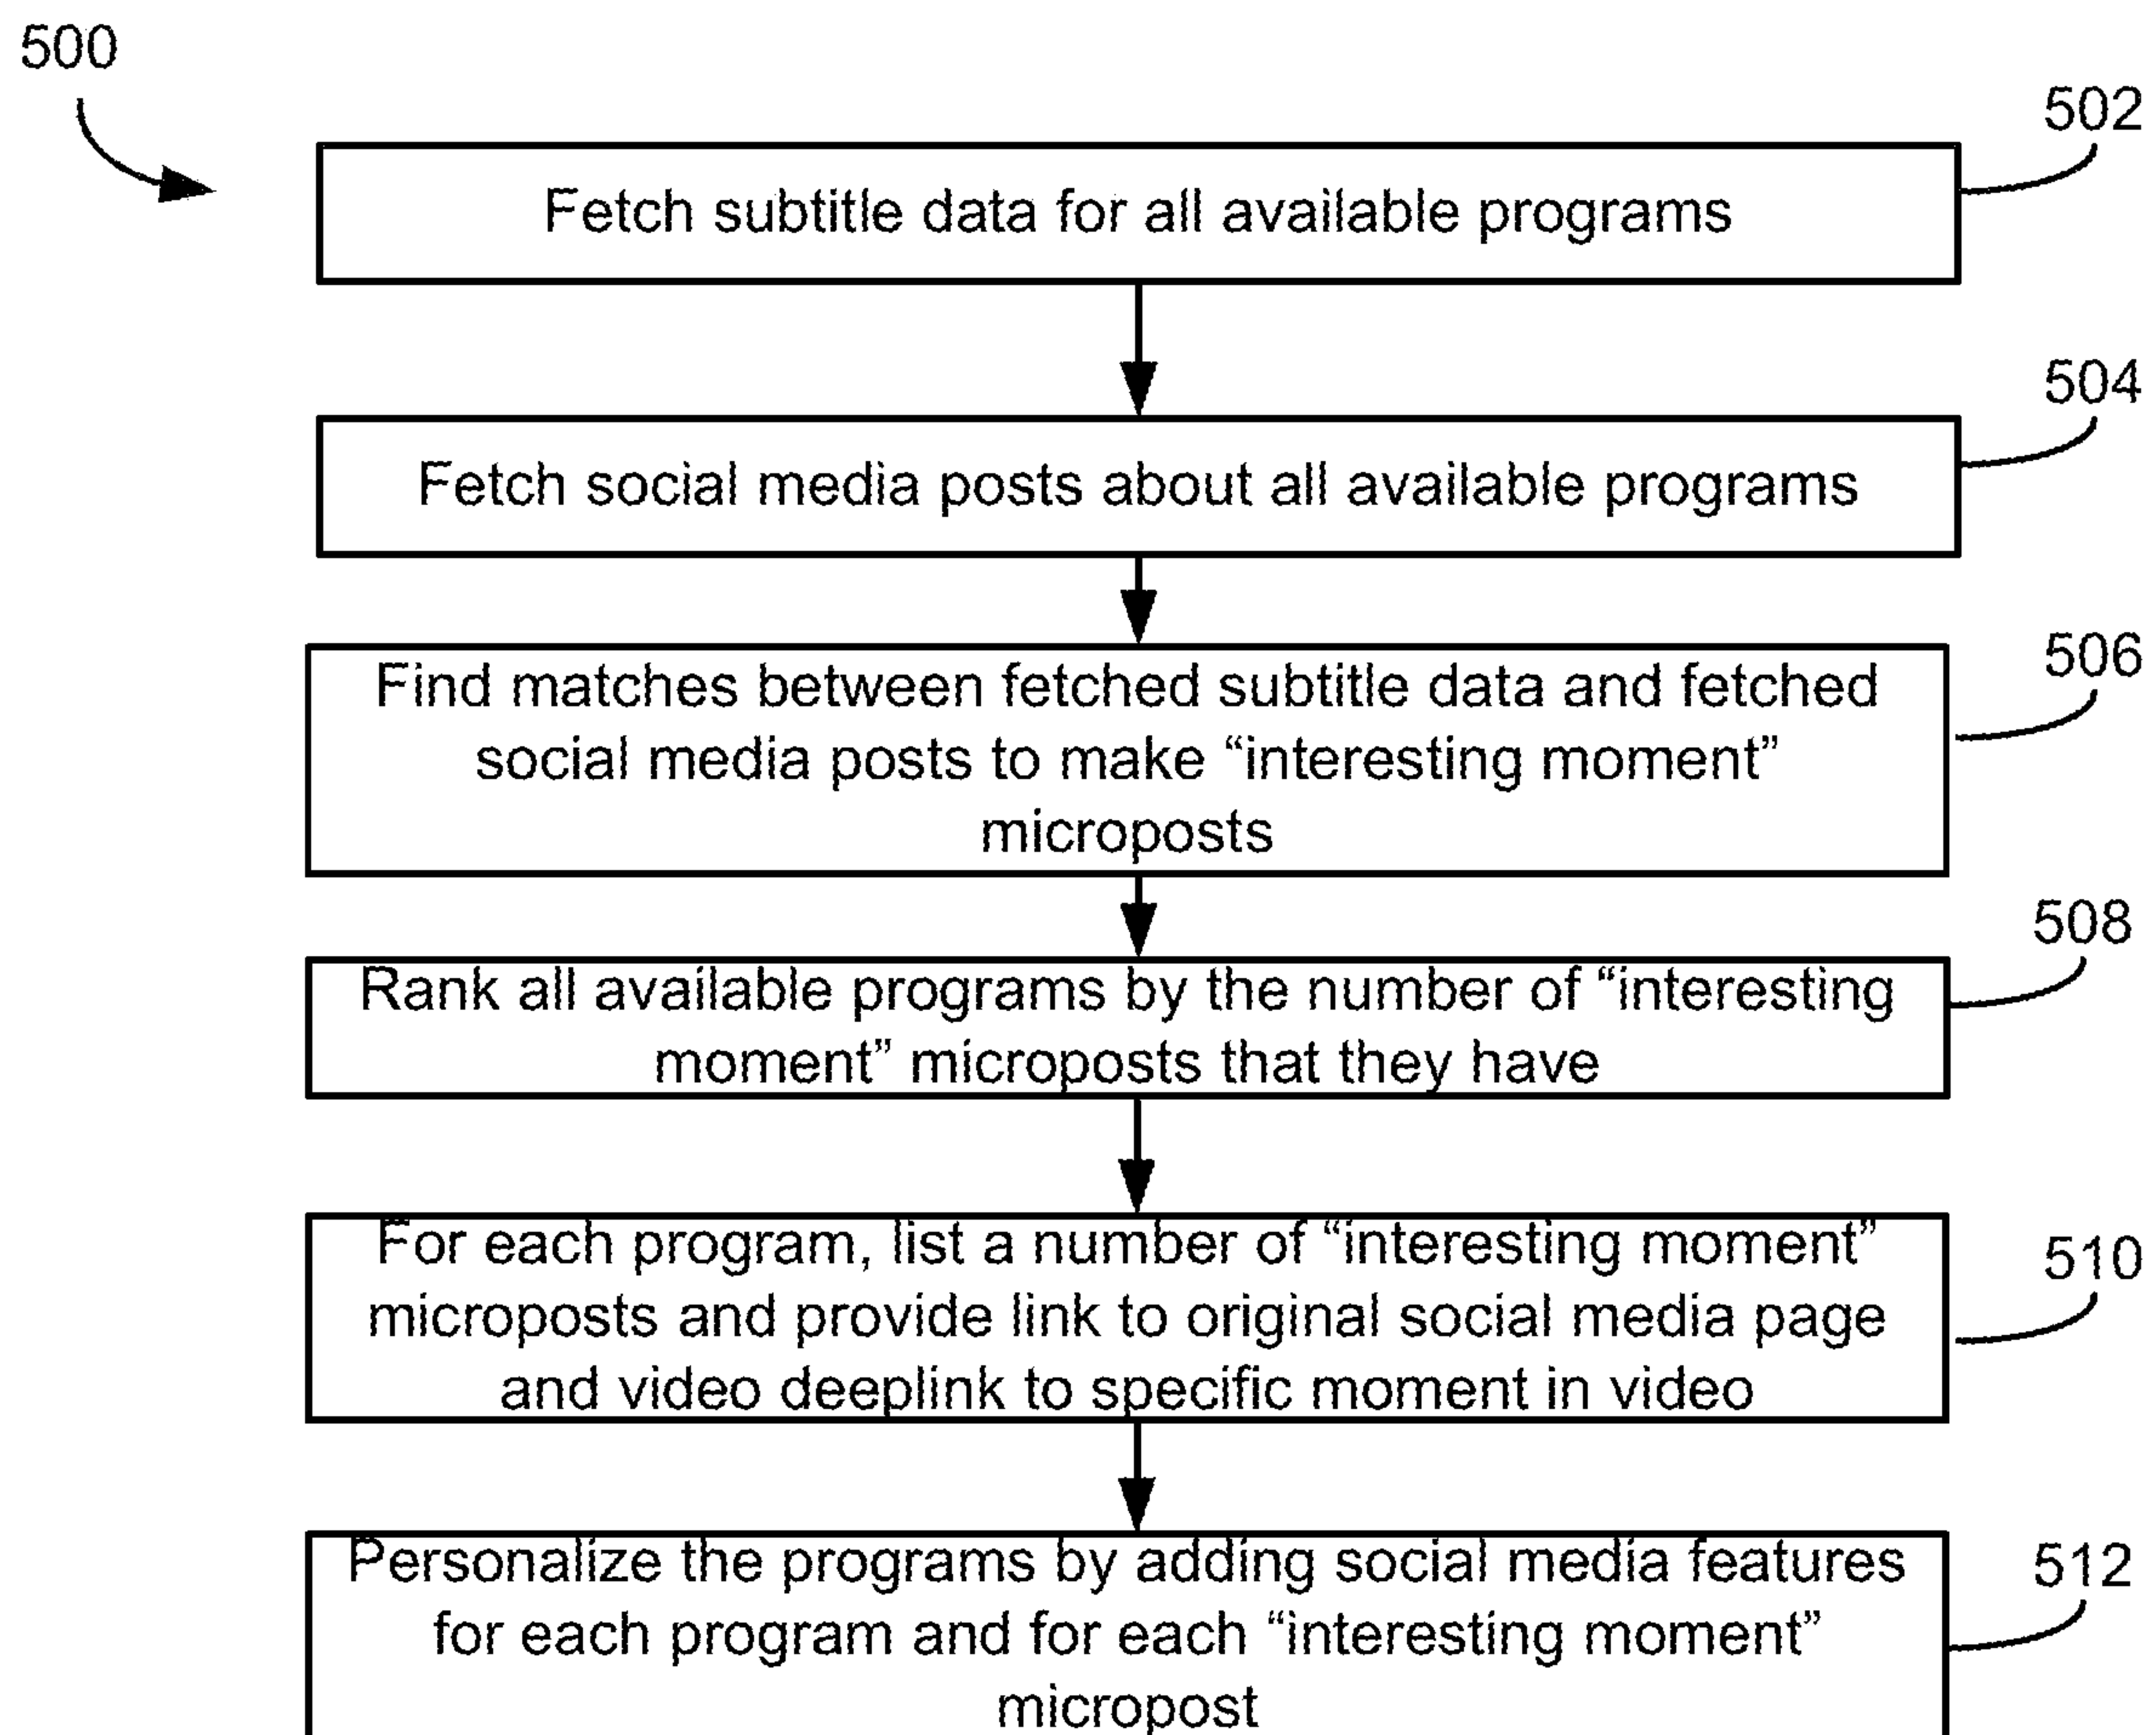 500
502
Fetch subtitle data for all available programs
504
Fetch social media posts about all available programs
506
Find matches between fetched subtitle data and fetched
social media posts to make “interesting moment”
microposts
508
Rank all available programs by the number of “interesting
moment” microposts that they have
510
For each program, list a number of “interesting moment”
microposts and provide link to original social media page
and video deeplink to specific moment in video
512
Personalize the programs by adding social media features
for each program and for each “interesting moment”
micropost